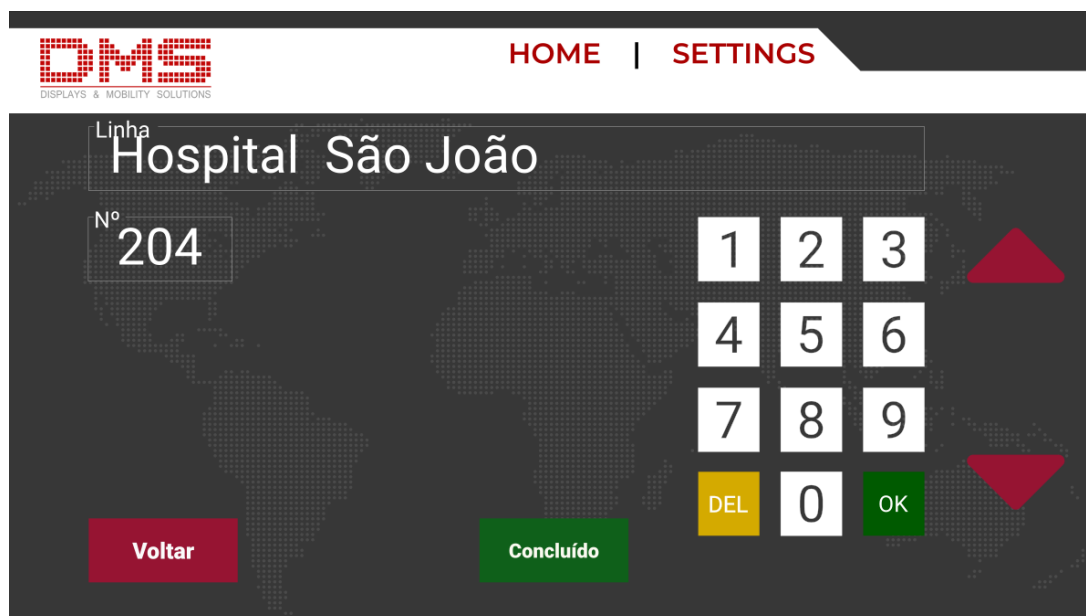 DMS
DISPLAYS & MOBILITY SOLUTIONS
HOME | SETTINGS
Linha
Hospital São João
Nº
204
1 2 3
4 5 6
7 8 9
DEL 0 OK
Voltar
Concluído